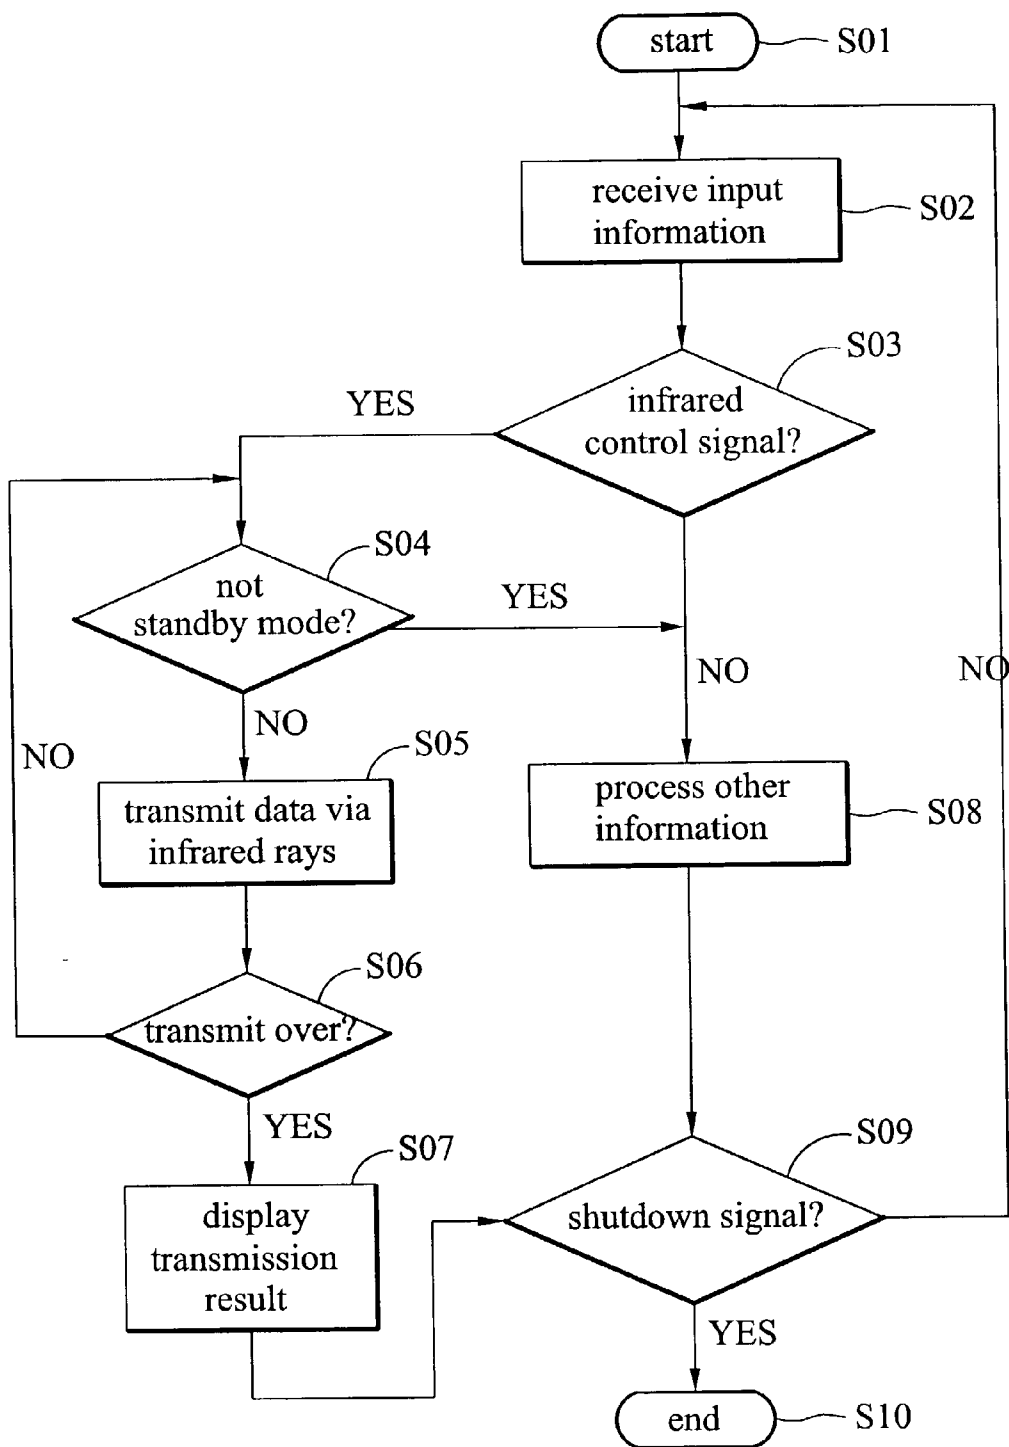 start
S01
receive input
information
S02
S03
infrared
control signal?
YES
S04
not
standby mode?
YES
NO
NO
NO
NO
S05
transmit data via
infrared rays
process other
information
S08
S06
transmit over?
YES
S07
display
transmission
result
S09
shutdown signal?
YES
end
S10